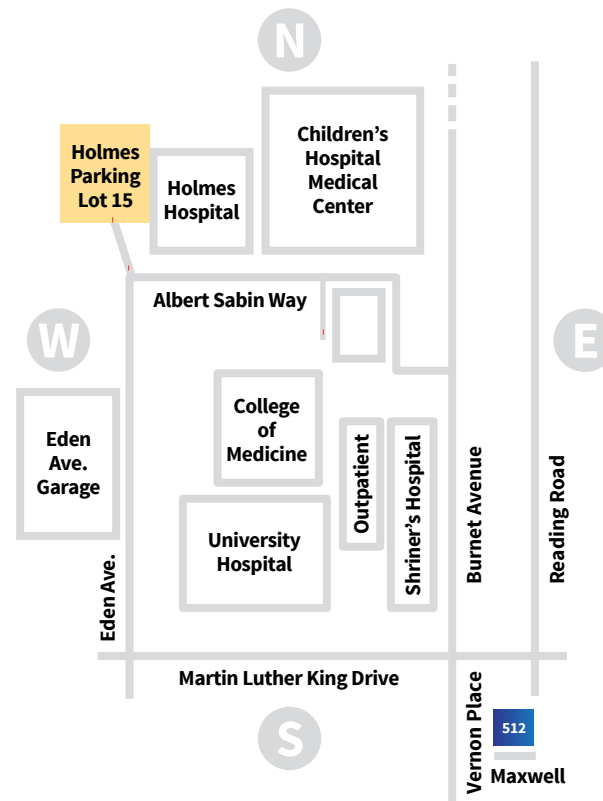 N
Holmes
Parking
Lot 15
Holmes
Hospital
Children’s
Hospital
Medical
Center
Albert Sabin Way
W
E
Eden
Ave.
Garage
College
of
Medicine
Outpatient
Shriner’s Hospital
Burnet Avenue
Reading Road
University
Hospital
Eden Ave.
Martin Luther King Drive
S
Vernon Place
512
Maxwell